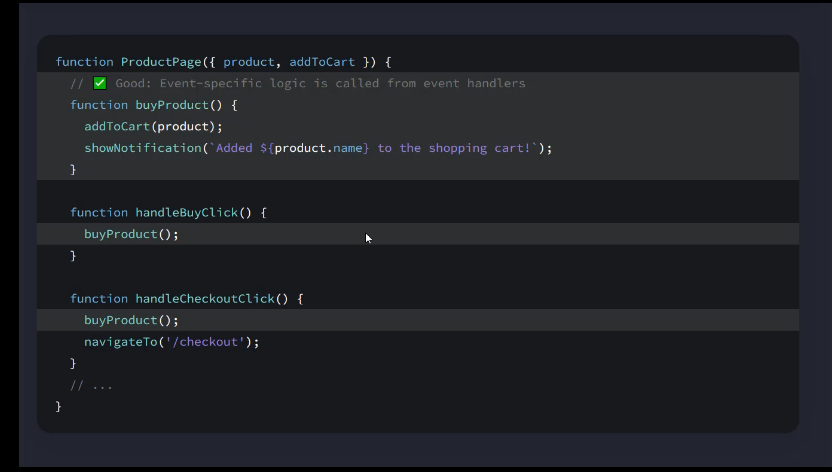 function ProductPage({ product, addToCart }) {
// ✅ Good: Event-specific logic is called from event handlers
function buyProduct() {
addToCart(product);
showNotification(`Added ${product.name} to the shopping cart!`);
}
function handleBuyClick() {
buyProduct();
}
function handleCheckoutClick() {
buyProduct();
navigateTo('/checkout');
}
// ...
}